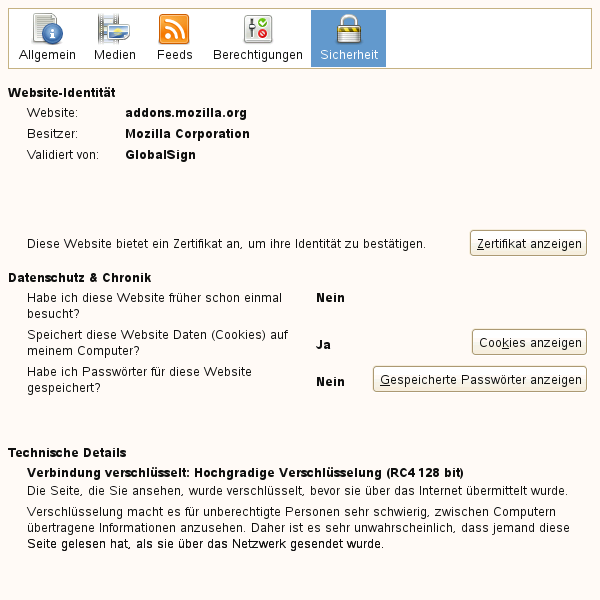 Allgemein Medien Feeds Berechtigungen Sicherheit
Website-Identität
Website: addons.mozilla.org
Besitzer: Mozilla Corporation
Validiert von: GlobalSign
Diese Website bietet ein Zertifikat an, um ihre Identität zu bestätigen. Zertifikat anzeigen
Datenschutz & Chronik
Habe ich diese Website früher schon einmal Nein
besucht?
Speichert diese Website Daten (Cookies) auf
meinem Computer? Ja Cookies anzeigen
Habe ich Passwörter für diese Website
gespeichert? Nein Gespeicherte Passwörter anzeigen
Technische Details
Verbindung verschlüsselt: Hochgradige Verschlüsselung (RC4 128 bit)
Die Seite, die Sie ansehen, wurde verschlüsselt, bevor sie über das Internet übermittelt wurde.
Verschlüsselung macht es für unberechtigte Personen sehr schwierig, zwischen Computern
übertragene Informationen anzusehen. Daher ist es sehr unwahrscheinlich, dass jemand diese
Seite gelesen hat, als sie über das Netzwerk gesendet wurde.